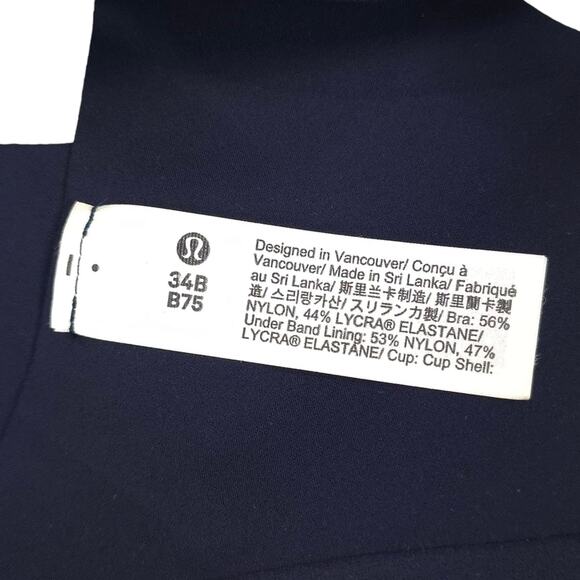 34B
B75
Designed in Vancouver/ Conçu à
Vancouver/ Made in Sri Lanka/ Fabriqué
au Sri Lanka/ 斯里兰卡制造/ 斯里蘭卡製
造/ 스리랑카산/ スリランカ製/ Bra: 56%
NYLON, 44% LYCRA® ELASTANE/
Under Band Lining: 53% NYLON, 47%
LYCRA® ELASTANE/ Cup: Cup Shell: